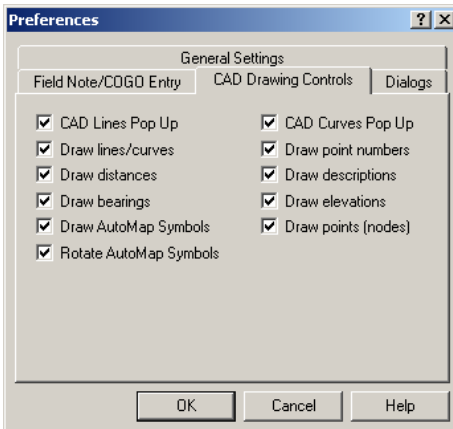 Preferences
General Settings
Field Note/COGO Entry CAD Drawing Controls Dialogs
CAD Lines Pop Up CAD Curves Pop Up
Draw lines/curves Draw point numbers
Draw distances Draw descriptions
Draw bearings Draw elevations
Draw AutoMap Symbols Draw points (nodes)
Rotate AutoMap Symbols
OK Cancel Help